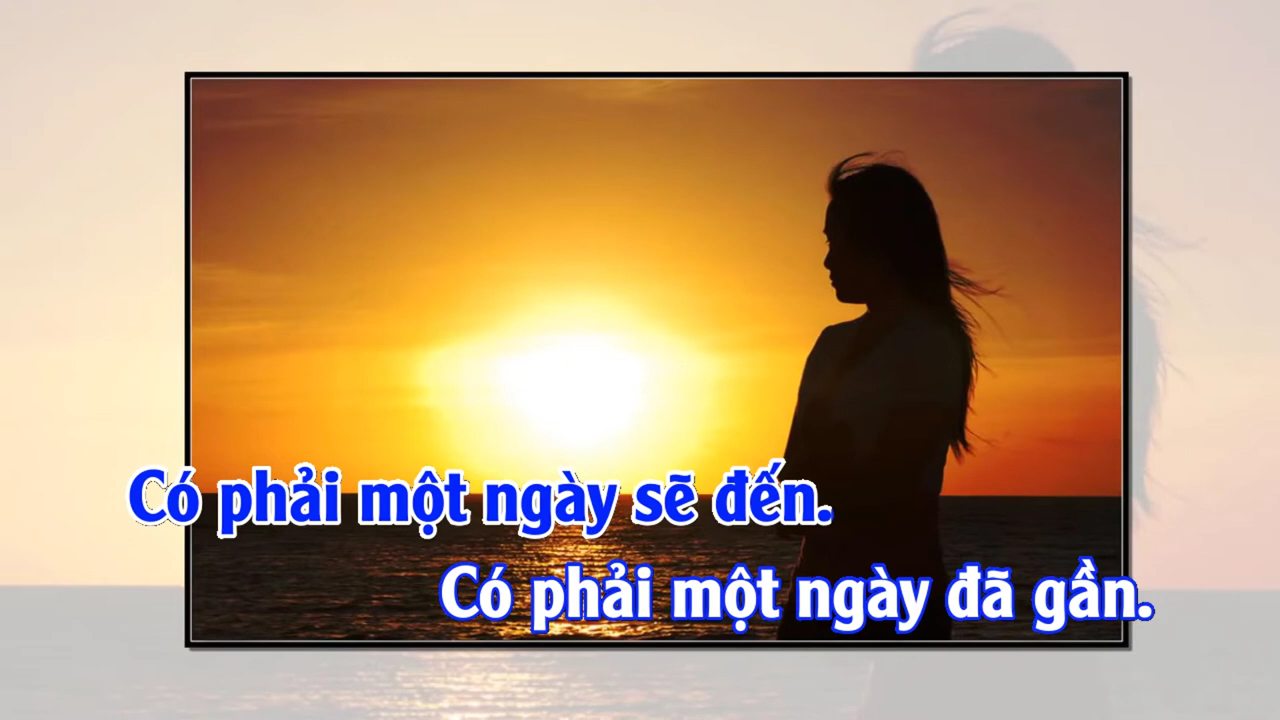 Có phải một ngày sẽ đến.
Có phải một ngày đã gần.